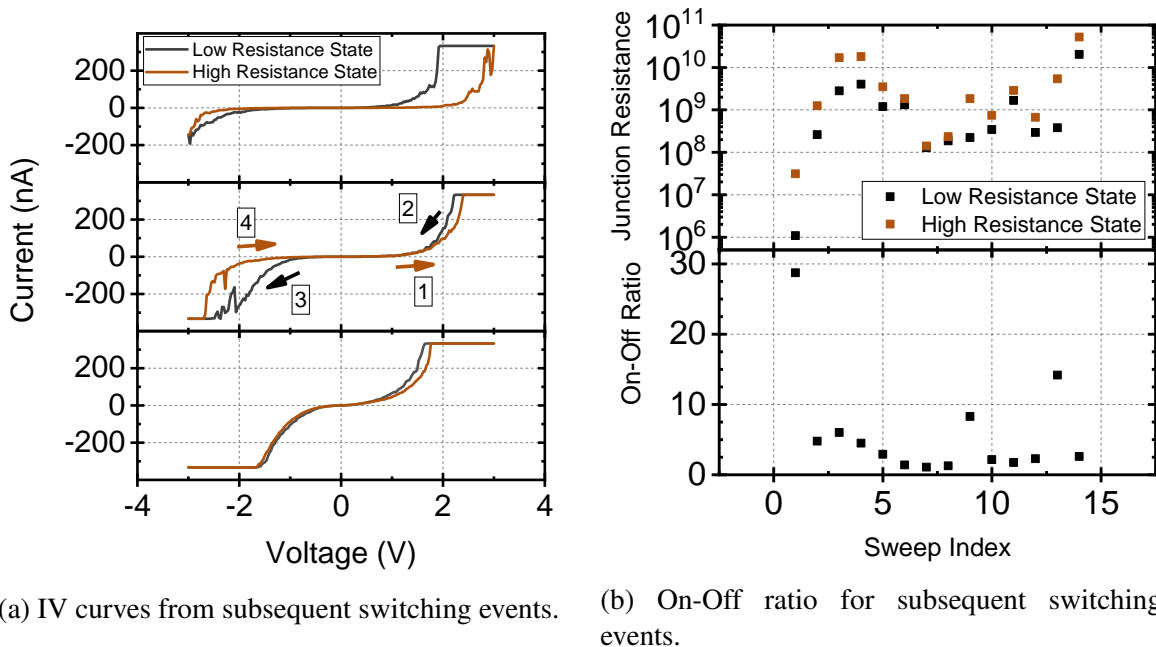 Low Resistance State
High Resistance State
200
0
-200
200
0
-200
200
0
-200
4
2
3
1
-4
-2
0
2
4
Current (nA)
Voltage (V)
(a) IV curves from subsequent switching events.
10^11
10^10
10^9
10^8
10^7
10^6
Junction Resistance
Low Resistance State
High Resistance State
30
20
10
0
On-Off Ratio
0
5
10
15
Sweep Index
(b) On-Off ratio for subsequent switching
events.